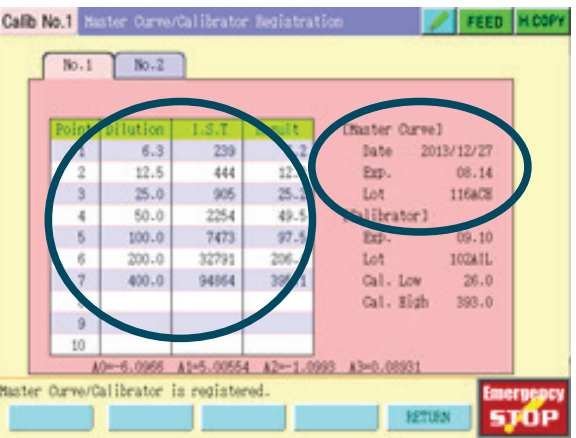 Calib No.1 Master Curve/Calibrator Registration FEED H.COPY
No.1 No.2
Point Dilution I.S.T Result [Master Curve]
1 6.3 239 Date 2013/12/27
2 12.5 444 12. Exp. 08.14
3 25.0 905 25.2 Lot 116ACE
4 50.0 2254 49.5 [Calibrator]
5 100.0 7473 97.5 Exp. 09.10
6 200.0 32791 206. Lot 102AIL
7 400.0 94864 Cal. Low 26.0
Cal. High 393.0
9
10
A0=-6.0966 A1=5.00554 A2=-1.0993 A3=0.08931
Master Curve/Calibrator is registered.
RETURN
Emergency
STOP